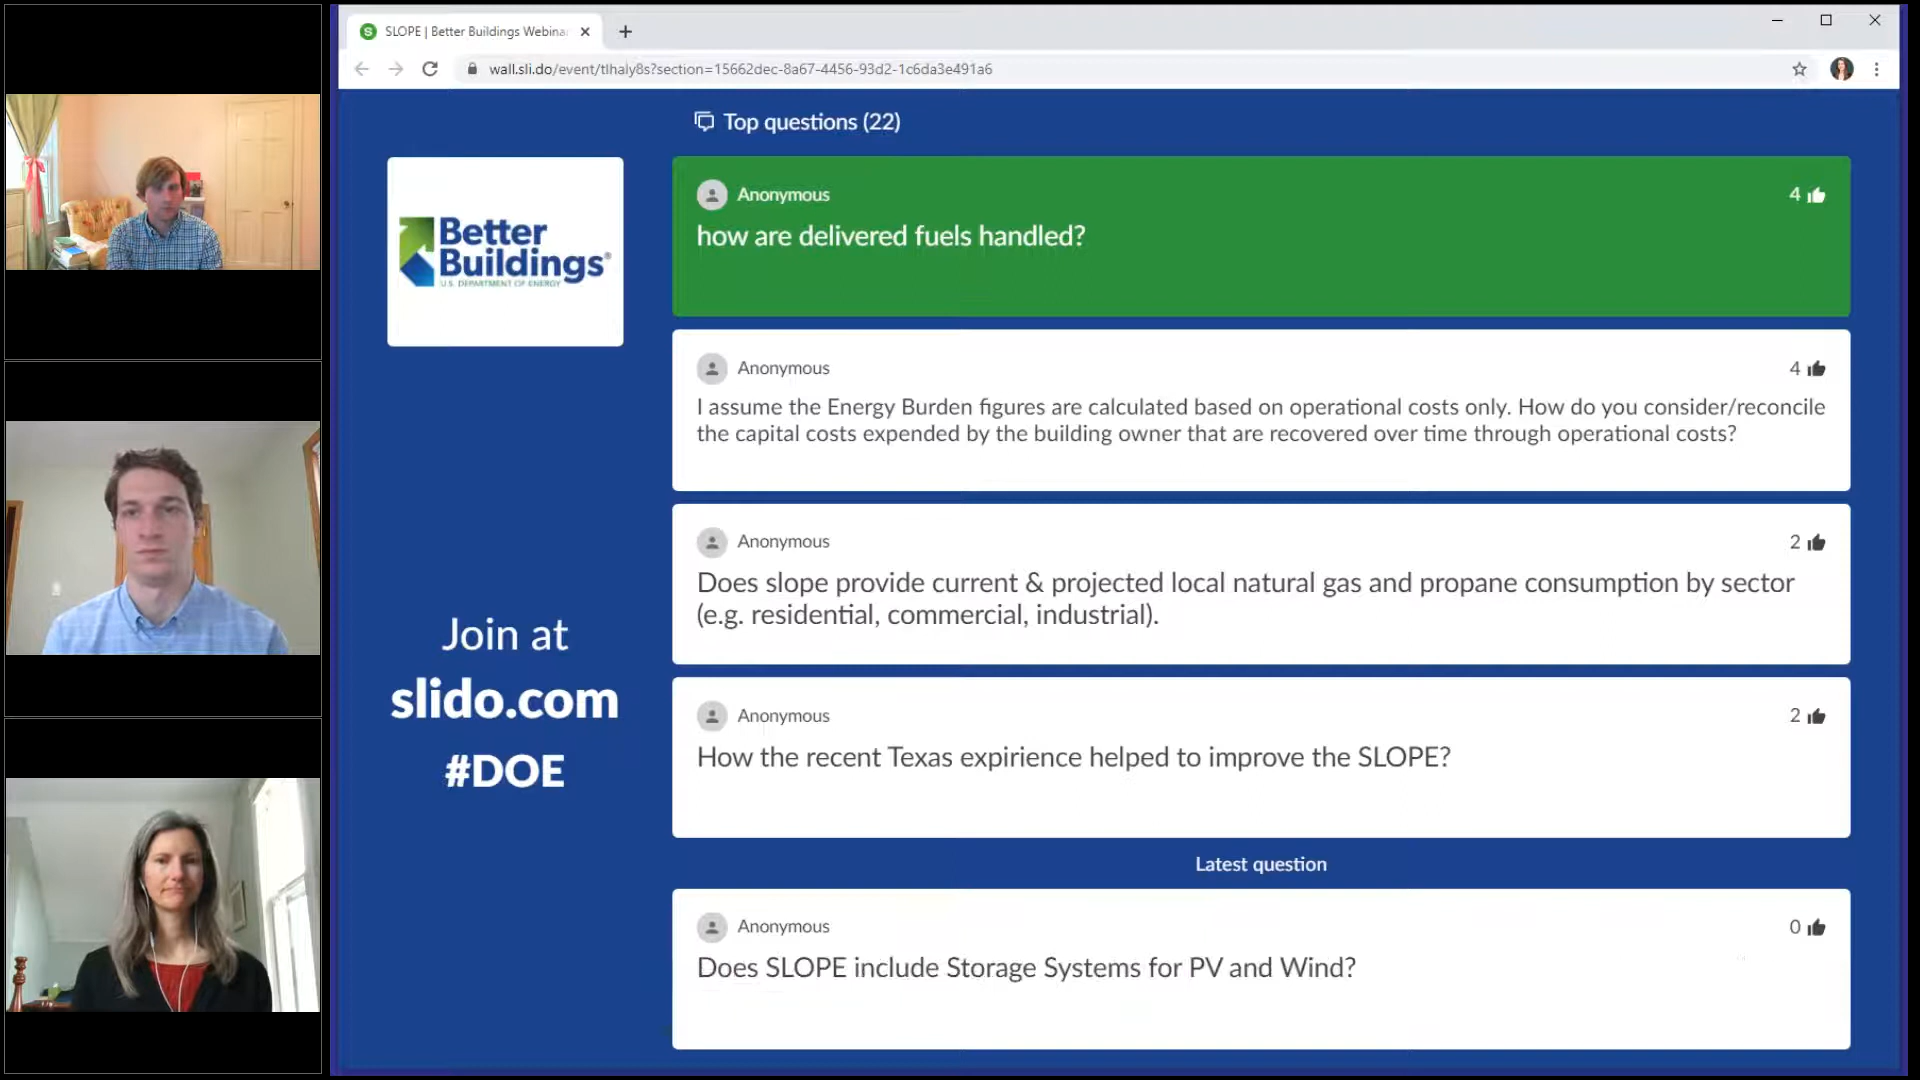 SLOPE | Better Buildings Webina
wall.sli.do/event/tlhaly8s?section=15662dec-8a67-4456-93d2-1c6da3e491a6
Top questions (22)
Better
Buildings®
U.S. DEPARTMENT OF ENERGY
Join at
slido.com
#DOE
Anonymous
4
how are delivered fuels handled?
Anonymous
4
I assume the Energy Burden figures are calculated based on operational costs only. How do you consider/reconcile
the capital costs expended by the building owner that are recovered over time through operational costs?
Anonymous
2
Does slope provide current & projected local natural gas and propane consumption by sector
(e.g. residential, commercial, industrial).
Anonymous
2
How the recent Texas expirience helped to improve the SLOPE?
Latest question
Anonymous
0
Does SLOPE include Storage Systems for PV and Wind?